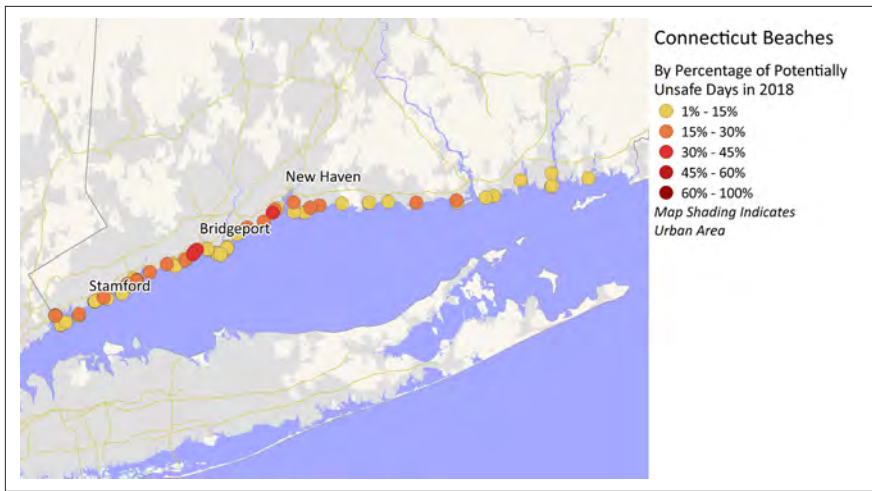 Connecticut Beaches
By Percentage of Potentially
Unsafe Days in 2018
1% - 15%
15% - 30%
30% - 45%
45% - 60%
60% - 100%
Map Shading Indicates
Urban Area
New Haven
Bridgeport
Stamford